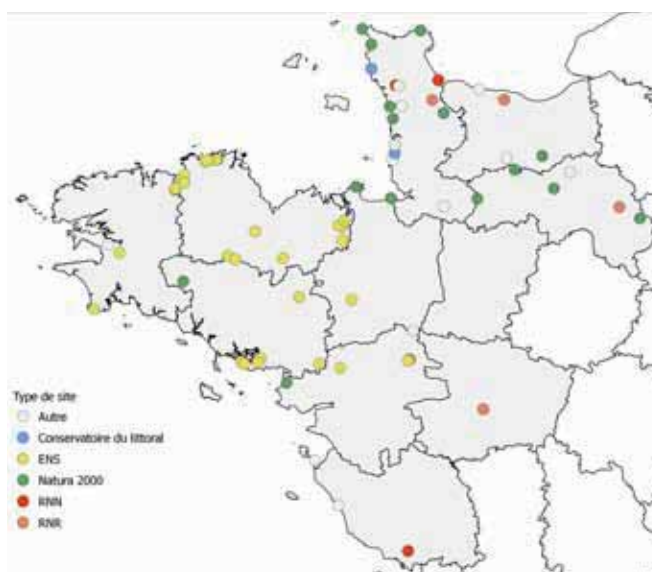 Type de site
Autre
Conservatoire du littoral
ENS
Natura 2000
RNN
RNR